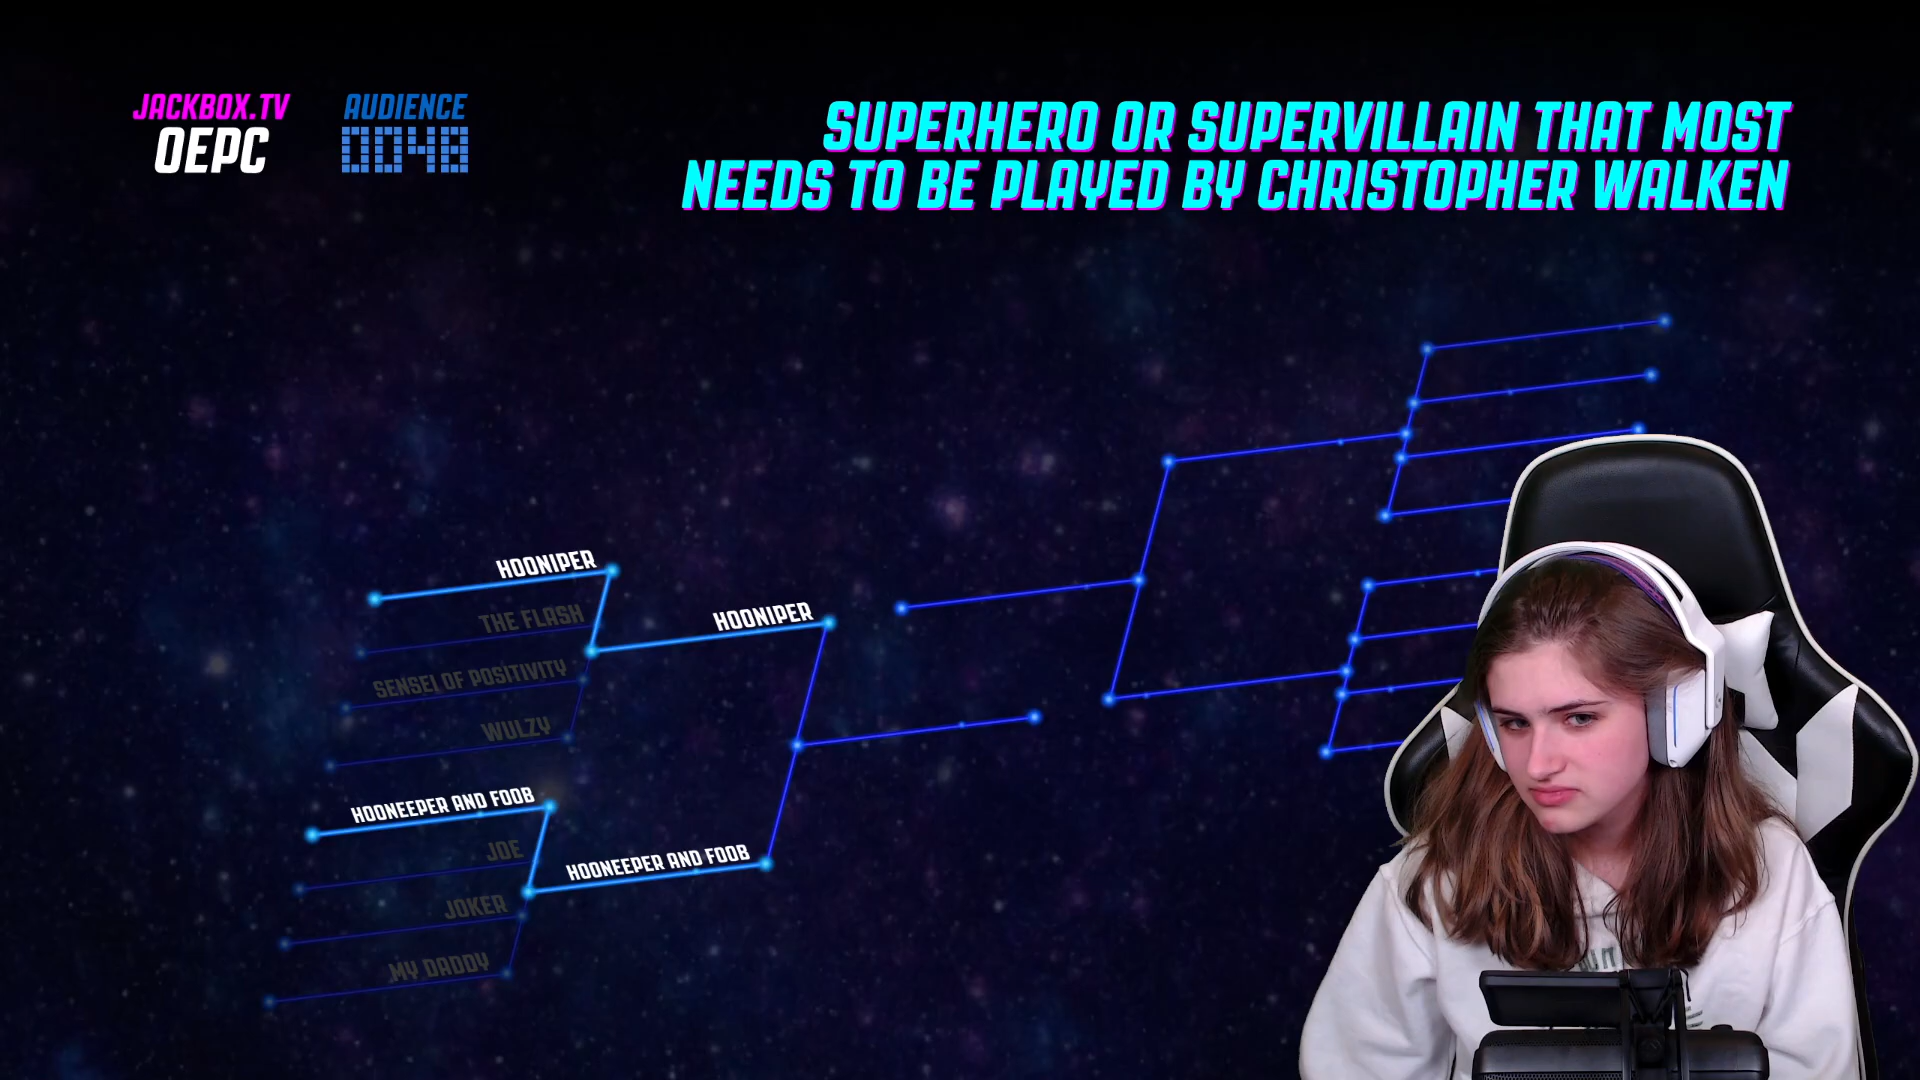 JACKBOX.TV
OEPC
AUDIENCE
0048
SUPERHERO OR SUPERVILLAIN THAT MOST
NEEDS TO BE PLAYED BY CHRISTOPHER WALKEN
HOONIPER
THE FLASH
SENSEI OF POSITIVITY
WULZY
HOONIPER
HOONEEPER AND FOOB
JOE
JOKER
MY DADDY
HOONEEPER AND FOOB